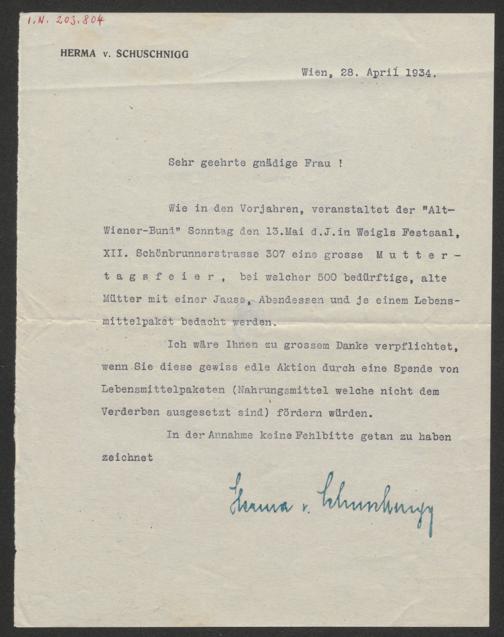 I.N. 203.804
HERMA v. SCHUSCHNIGG
Wien, 28. April 1934.
Sehr geehrte gnädige Frau !
Wie in den Vorjahren, veranstaltet der "Alt-
Wiener-Bund" Sonntag den 13.Mai d.J.in Weigls Festsaal,
XII. Schönbrunnerstrasse 307 eine grosse M u t t e r -
t a g s f e i e r , bei welcher 500 bedürftige, alte
Mütter mit einer Jause, Abendessen und je einem Lebens-
mittelpaket bedacht werden.
Ich wäre Ihnen zu grossem Danke verpflichtet,
wenn Sie diese gewiss edle Aktion durch eine Spende von
Lebensmittelpaketen (Nahrungsmittel welche nicht dem
Verderben ausgesetzt sind) fördern würden.
In der Annahme keine Fehlbitte getan zu haben
zeichnet
Herma v. Schuschnigg